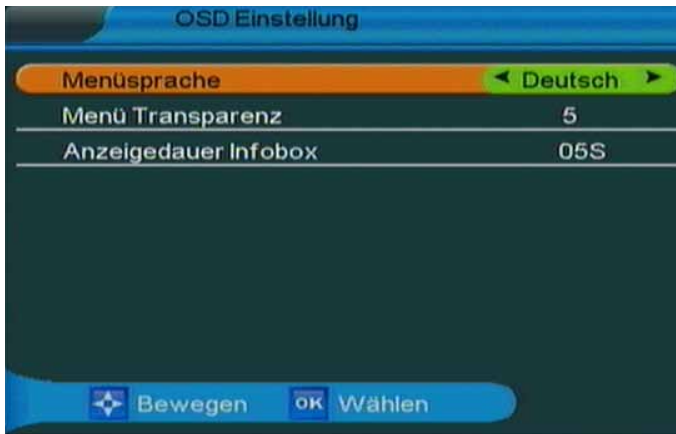 OSD Einstellung
Menüsprache Deutsch
Menü Transparenz 5
Anzeigedauer Infobox 05S
Bewegen OK Wählen